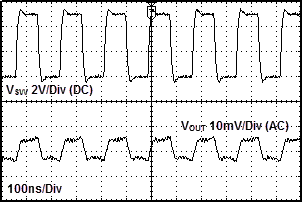 VSW 2V/Div (DC)
VOUT 10mV/Div (AC)
100ns/Div